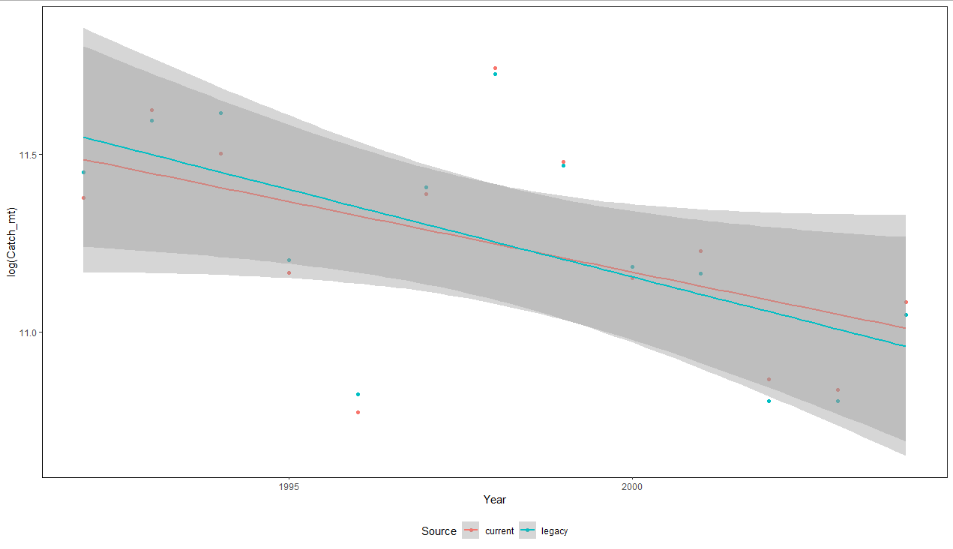 11.5
log(Catch_mt)
11.0
1995 2000
Year
Source current legacy